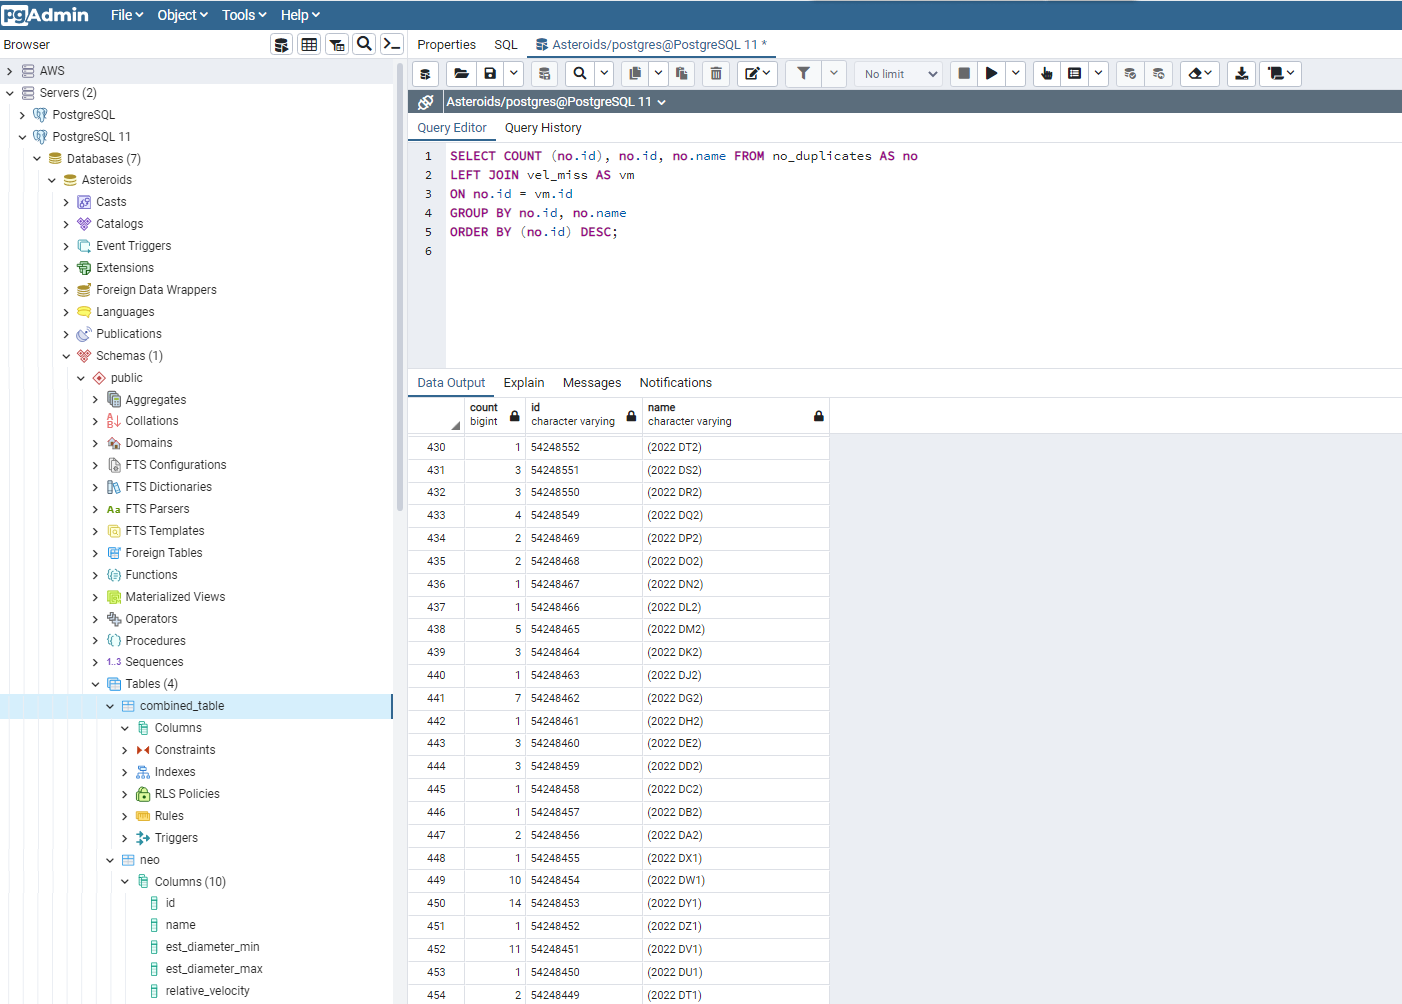 pgAdmin File Object Tools Help
Browser
Properties SQL Asteroids/postgres@PostgreSQL 11 *
No limit
Asteroids/postgres@PostgreSQL 11
Query Editor Query History
1 SELECT COUNT (no.id), no.id, no.name FROM no_duplicates AS no
2 LEFT JOIN vel_miss AS vm
3 ON no.id = vm.id
4 GROUP BY no.id, no.name
5 ORDER BY (no.id) DESC;
6
AWS
Servers (2)
PostgreSQL
PostgreSQL 11
Databases (7)
Asteroids
Casts
Catalogs
Event Triggers
Extensions
Foreign Data Wrappers
Languages
Publications
Schemas (1)
public
Aggregates
Collations
Domains
FTS Configurations
FTS Dictionaries
Aa FTS Parsers
FTS Templates
Foreign Tables
Functions
Materialized Views
Operators
Procedures
1..3 Sequences
Tables (4)
combined_table
Columns
Constraints
Indexes
RLS Policies
Rules
Triggers
neo
Columns (10)
id
name
est_diameter_min
est_diameter_max
relative_velocity
Data Output Explain Messages Notifications
count id name
bigint character varying character varying
430 1 54248552 (2022 DT2)
431 3 54248551 (2022 DS2)
432 3 54248550 (2022 DR2)
433 4 54248549 (2022 DQ2)
434 2 54248469 (2022 DP2)
435 2 54248468 (2022 DO2)
436 1 54248467 (2022 DN2)
437 1 54248466 (2022 DL2)
438 5 54248465 (2022 DM2)
439 3 54248464 (2022 DK2)
440 1 54248463 (2022 DJ2)
441 7 54248462 (2022 DG2)
442 1 54248461 (2022 DH2)
443 3 54248460 (2022 DE2)
444 3 54248459 (2022 DD2)
445 1 54248458 (2022 DC2)
446 1 54248457 (2022 DB2)
447 2 54248456 (2022 DA2)
448 1 54248455 (2022 DX1)
449 10 54248454 (2022 DW1)
450 14 54248453 (2022 DY1)
451 1 54248452 (2022 DZ1)
452 11 54248451 (2022 DV1)
453 1 54248450 (2022 DU1)
454 2 54248449 (2022 DT1)